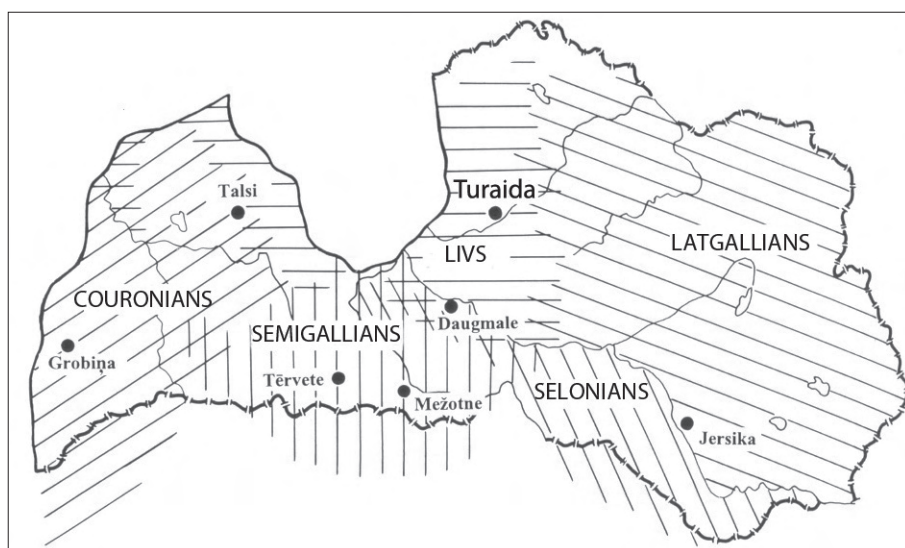 Talsi
Turaida
LIVS
LATGALLIANS
COURONIANS
SEMIGALLIANS
Daugmale
Grobiņa
Tērvete
Mežotne
SELONIANS
Jersika